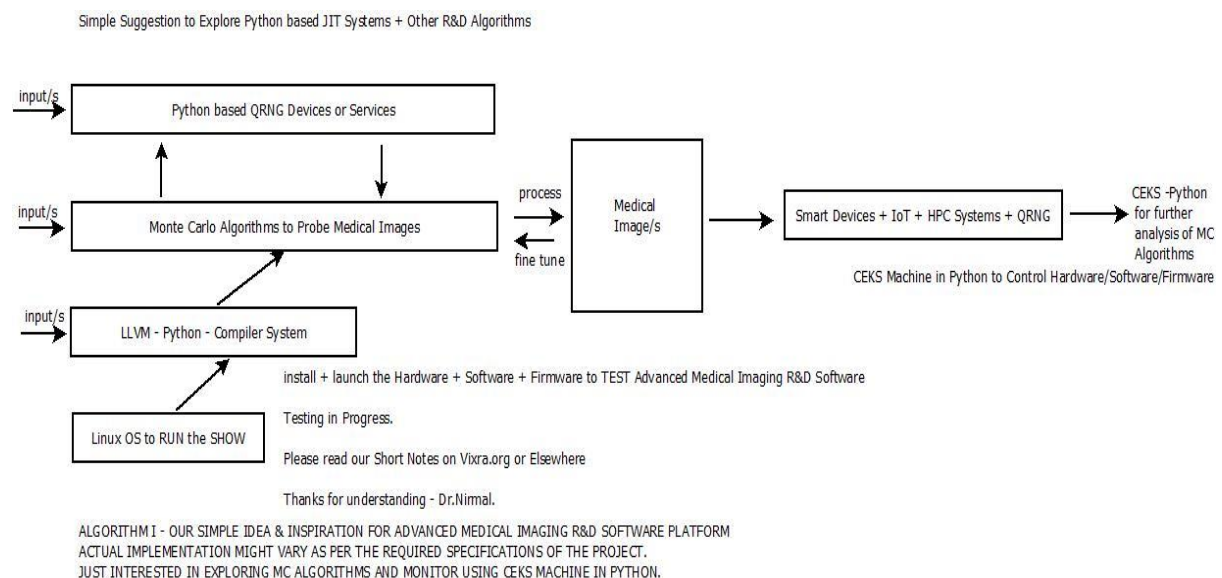 Simple Suggestion to Explore Python based JIT Systems + Other R&D Algorithms
input/s
Python based QRNG Devices or Services
input/s
Monte Carlo Algorithms to Probe Medical Images
process
fine tune
Medical
Image/s
Smart Devices + IoT + HPC Systems + QRNG
CEKS -Python
for further
analysis of MC
Algorithms
CEKS Machine in Python to Control Hardware/Software/Firmware
input/s
LLVM - Python - Compiler System
install + launch the Hardware + Software + Firmware to TEST Advanced Medical Imaging R&D Software
Testing in Progress.
Linux OS to RUN the SHOW
Please read our Short Notes on Vixra.org or Elsewhere
Thanks for understanding - Dr.Nirmal.
ALGORITHM I - OUR SIMPLE IDEA & INSPIRATION FOR ADVANCED MEDICAL IMAGING R&D SOFTWARE PLATFORM
ACTUAL IMPLEMENTATION MIGHT VARY AS PER THE REQUIRED SPECIFICATIONS OF THE PROJECT.
JUST INTERESTED IN EXPLORING MC ALGORITHMS AND MONITOR USING CEKS MACHINE IN PYTHON.